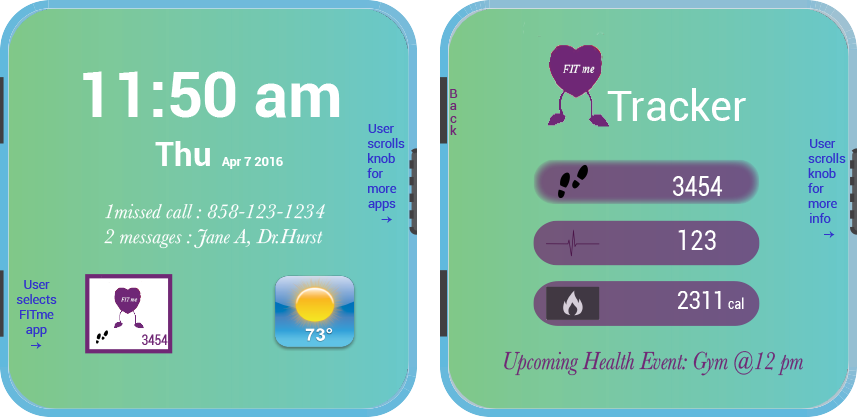 11:50 am
Thu Apr 7 2016
1missed call : 858-123-1234
2 messages : Jane A, Dr.Hurst
User
scrolls
knob
for
more
apps
→
User
selects
FITme
app
→
FIT me
3454
73°
B
a
c
k
FIT me
Tracker
3454
123
2311 cal
Upcoming Health Event: Gym @12 pm
User
scrolls
knob
for
more
info
→